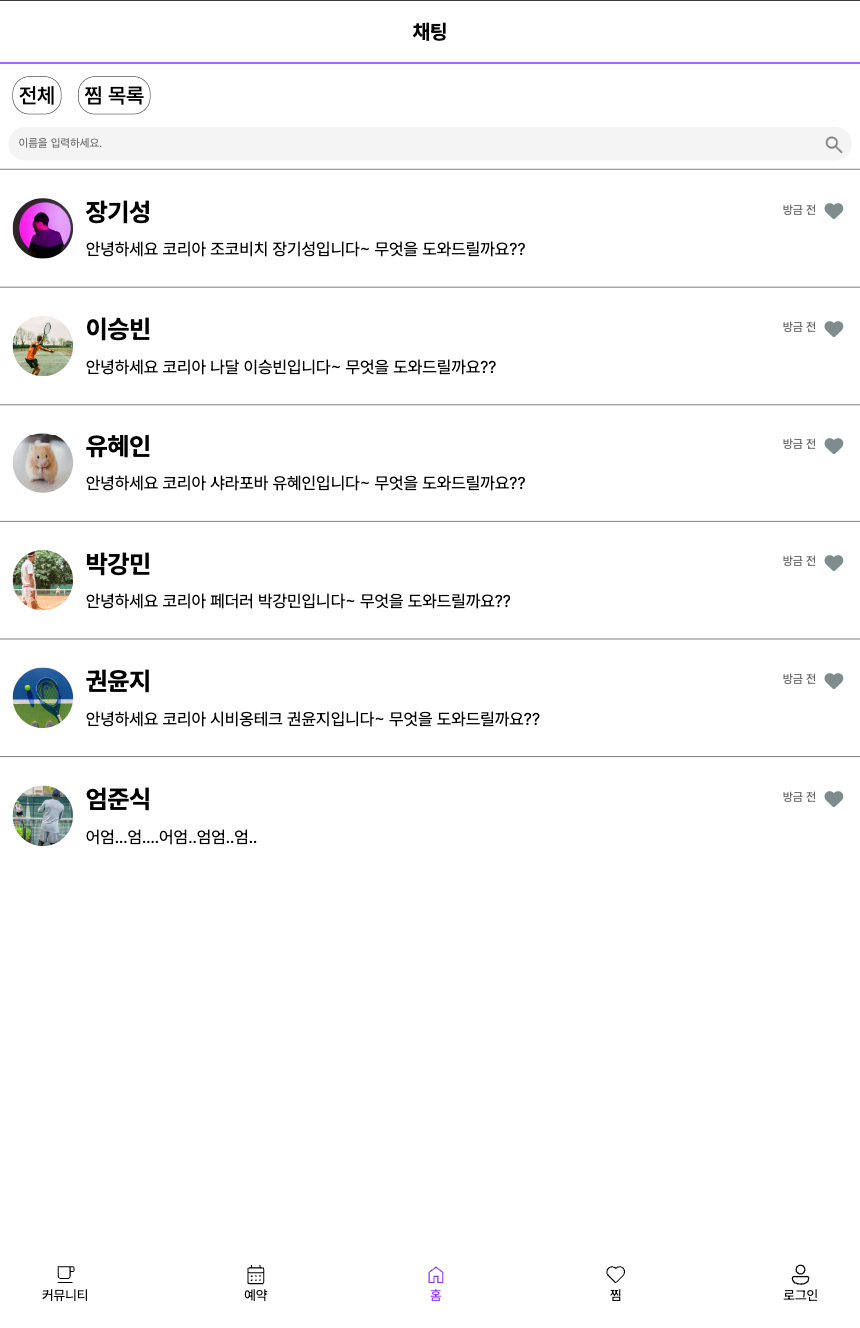 채팅
전체 찜 목록
이름을 입력하세요.
장기성 방금 전
안녕하세요 코리아 조코비치 장기성입니다~ 무엇을 도와드릴까요??
이승빈 방금 전
안녕하세요 코리아 나달 이승빈입니다~ 무엇을 도와드릴까요??
유혜인 방금 전
안녕하세요 코리아 샤라포바 유혜인입니다~ 무엇을 도와드릴까요??
박강민 방금 전
안녕하세요 코리아 페더러 박강민입니다~ 무엇을 도와드릴까요??
권윤지 방금 전
안녕하세요 코리아 시비옹테크 권윤지입니다~ 무엇을 도와드릴까요??
엄준식 방금 전
어엄...엄....어엄..엄엄..엄..
커뮤니티 예약 홈 찜 로그인